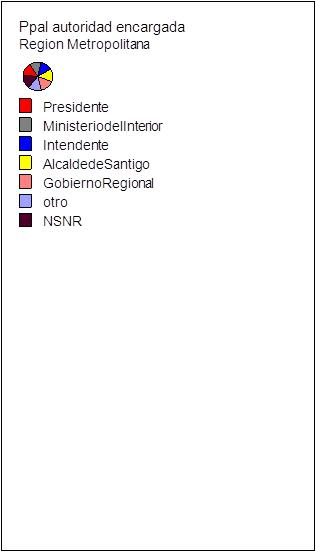 Ppal autoridad encargada
Region Metropolitana
Presidente
MinisteriodelInterior
Intendente
AlcaldedeSantigo
GobiernoRegional
otro
NSNR